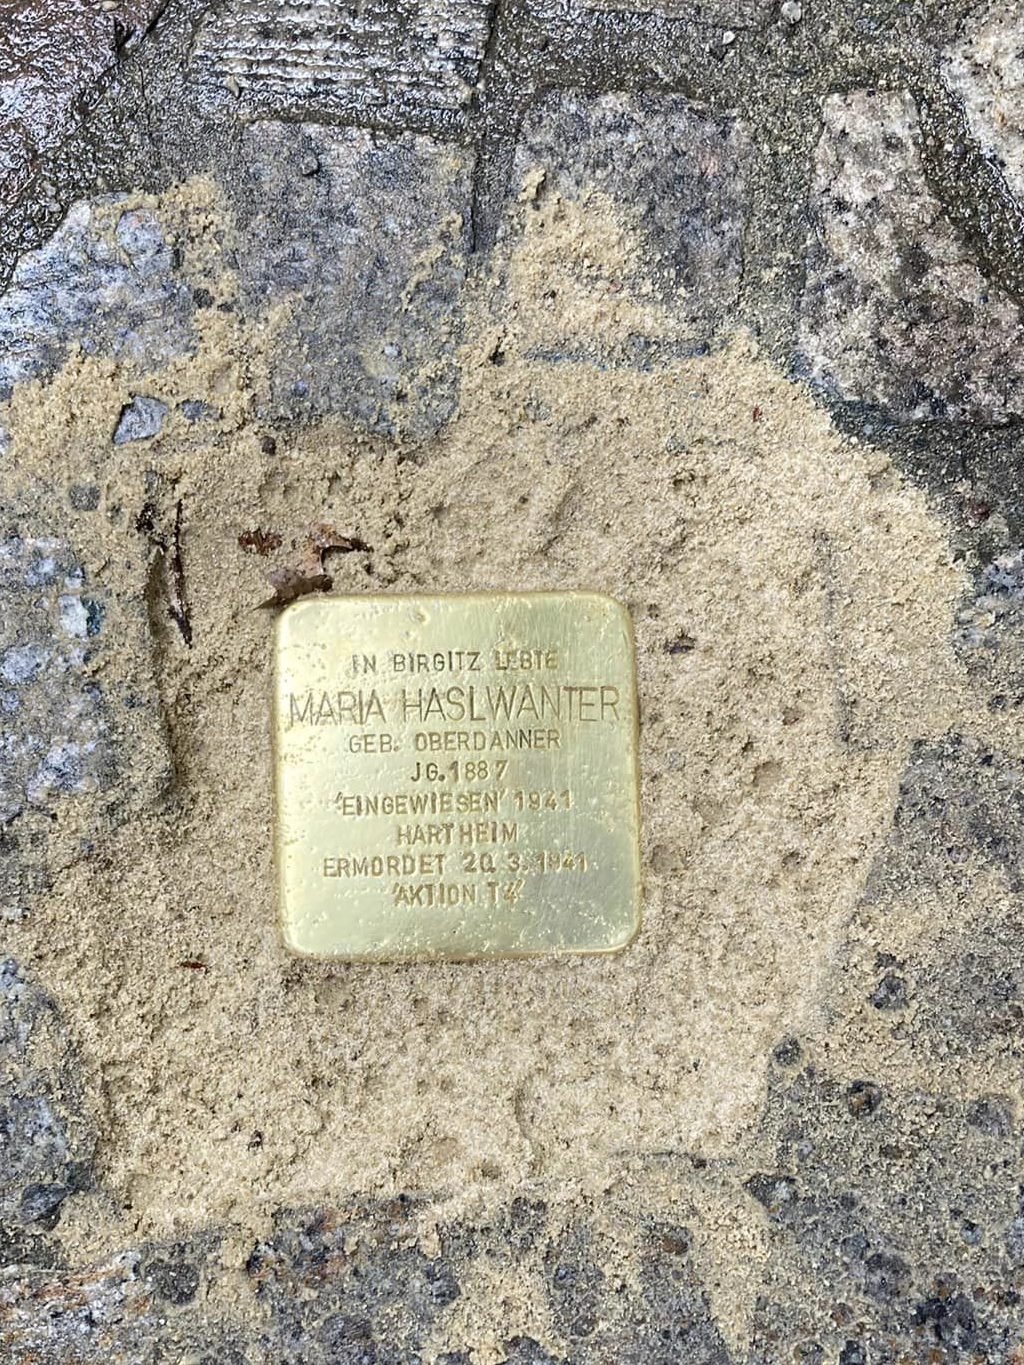 IN BIRGITZ LEBTE
MARIA HASLWANTER
GEB. OBERDANNER
JG. 1887
'EINGEWIESEN' 1941
HARTHEIM
ERMORDET 20.3.1941
'AKTION T4'